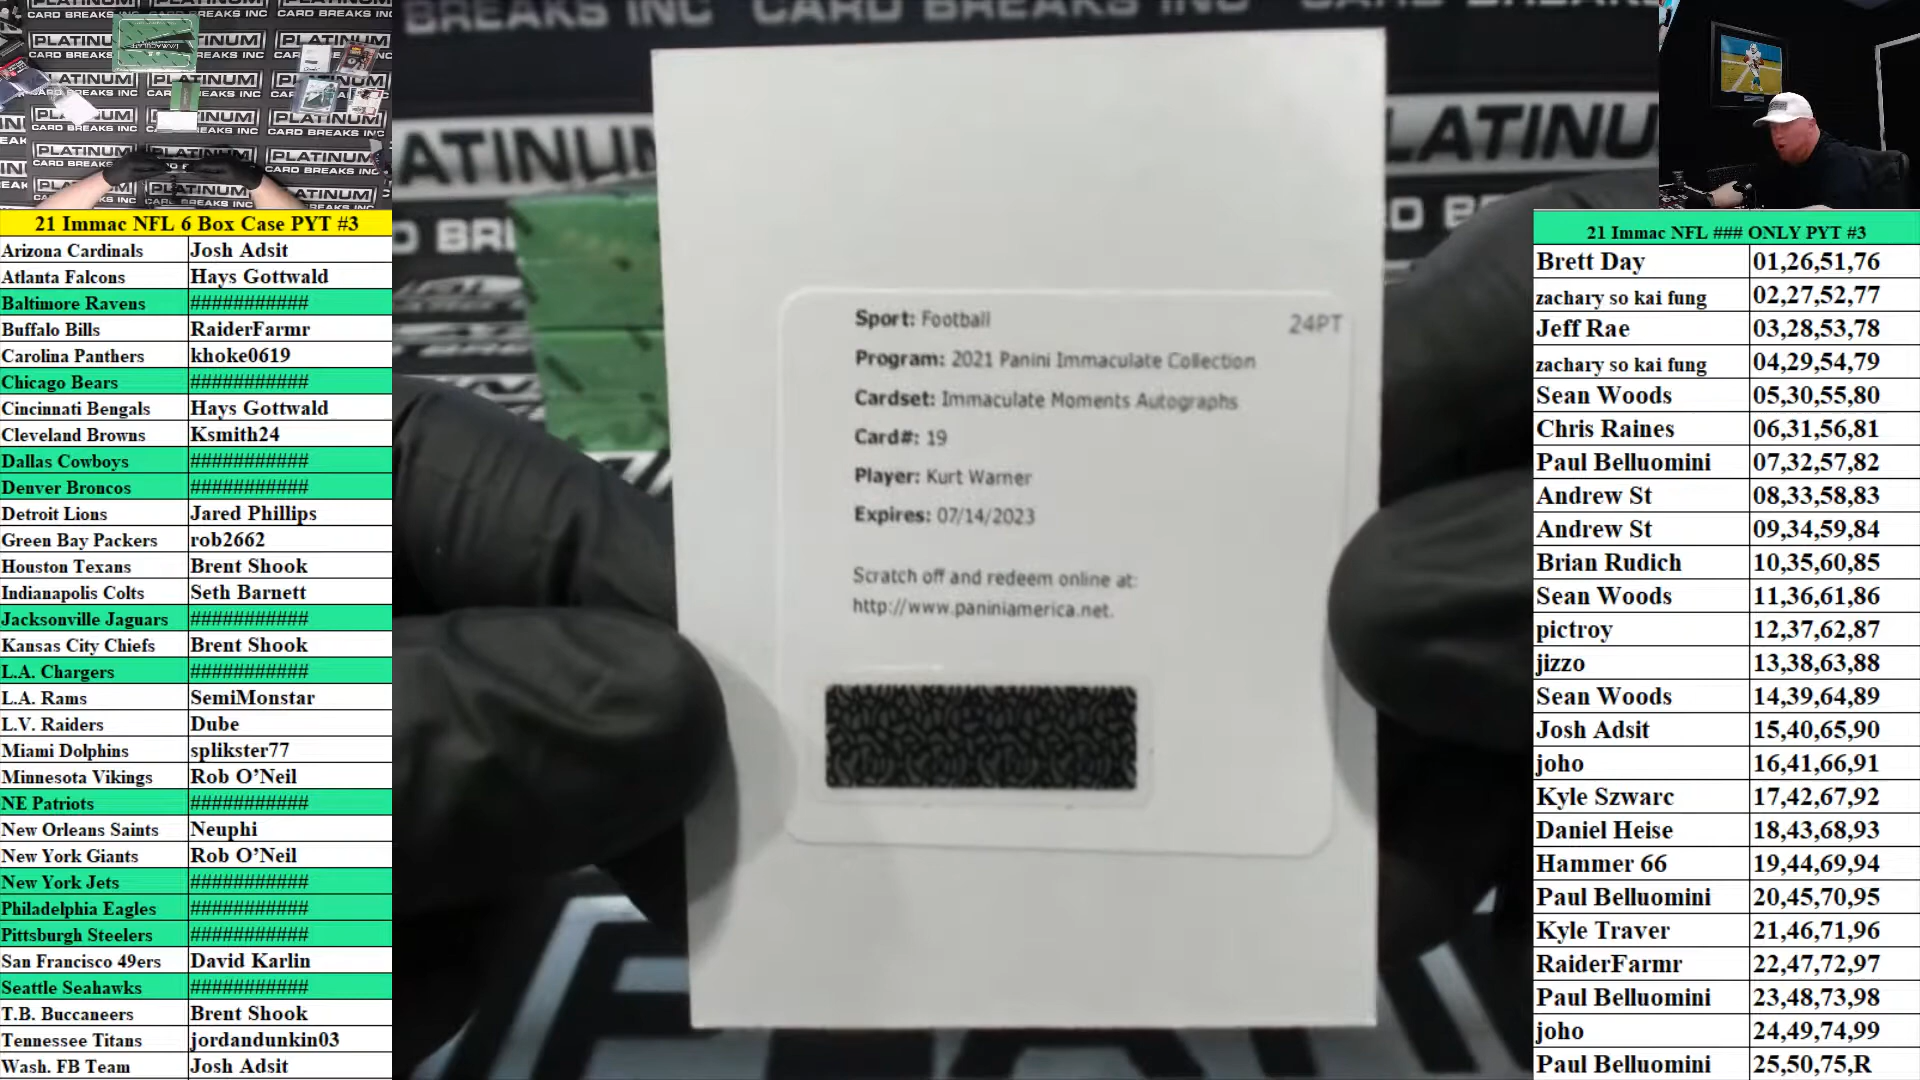 PLATINUM
CARD BREAKS INC
BREAKS INC CARD BREAKS INC CARD BREAKS
21 Immac NFL 6 Box Case PYT #3
Arizona Cardinals Josh Adsit
Atlanta Falcons Hays Gottwald
Baltimore Ravens ###########
Buffalo Bills RaiderFarmr
Carolina Panthers khoke0619
Chicago Bears ###########
Cincinnati Bengals Hays Gottwald
Cleveland Browns Ksmith24
Dallas Cowboys ###########
Denver Broncos ###########
Detroit Lions Jared Phillips
Green Bay Packers rob2662
Houston Texans Brent Shook
Indianapolis Colts Seth Barnett
Jacksonville Jaguars ###########
Kansas City Chiefs Brent Shook
L.A. Chargers ###########
L.A. Rams SemiMonstar
L.V. Raiders Dube
Miami Dolphins splikster77
Minnesota Vikings Rob O’Neil
NE Patriots ###########
New Orleans Saints Neuphi
New York Giants Rob O’Neil
New York Jets ###########
Philadelphia Eagles ###########
Pittsburgh Steelers ###########
San Francisco 49ers David Karlin
Seattle Seahawks ###########
T.B. Buccaneers Brent Shook
Tennessee Titans jordandunkin03
Wash. FB Team Josh Adsit
24PT
Sport: Football
Program: 2021 Panini Immaculate Collection
Cardset: Immaculate Moments Autographs
Card#: 19
Player: Kurt Warner
Expires: 07/14/2023
Scratch off and redeem online at:
http://www.paniniamerica.net.
21 Immac NFL ### ONLY PYT #3
Brett Day 01,26,51,76
zachary so kai fung 02,27,52,77
Jeff Rae 03,28,53,78
zachary so kai fung 04,29,54,79
Sean Woods 05,30,55,80
Chris Raines 06,31,56,81
Paul Belluomini 07,32,57,82
Andrew St 08,33,58,83
Andrew St 09,34,59,84
Brian Rudich 10,35,60,85
Sean Woods 11,36,61,86
pictroy 12,37,62,87
jizzo 13,38,63,88
Sean Woods 14,39,64,89
Josh Adsit 15,40,65,90
joho 16,41,66,91
Kyle Szwarc 17,42,67,92
Daniel Heise 18,43,68,93
Hammer 66 19,44,69,94
Paul Belluomini 20,45,70,95
Kyle Traver 21,46,71,96
RaiderFarmr 22,47,72,97
Paul Belluomini 23,48,73,98
joho 24,49,74,99
Paul Belluomini 25,50,75,R